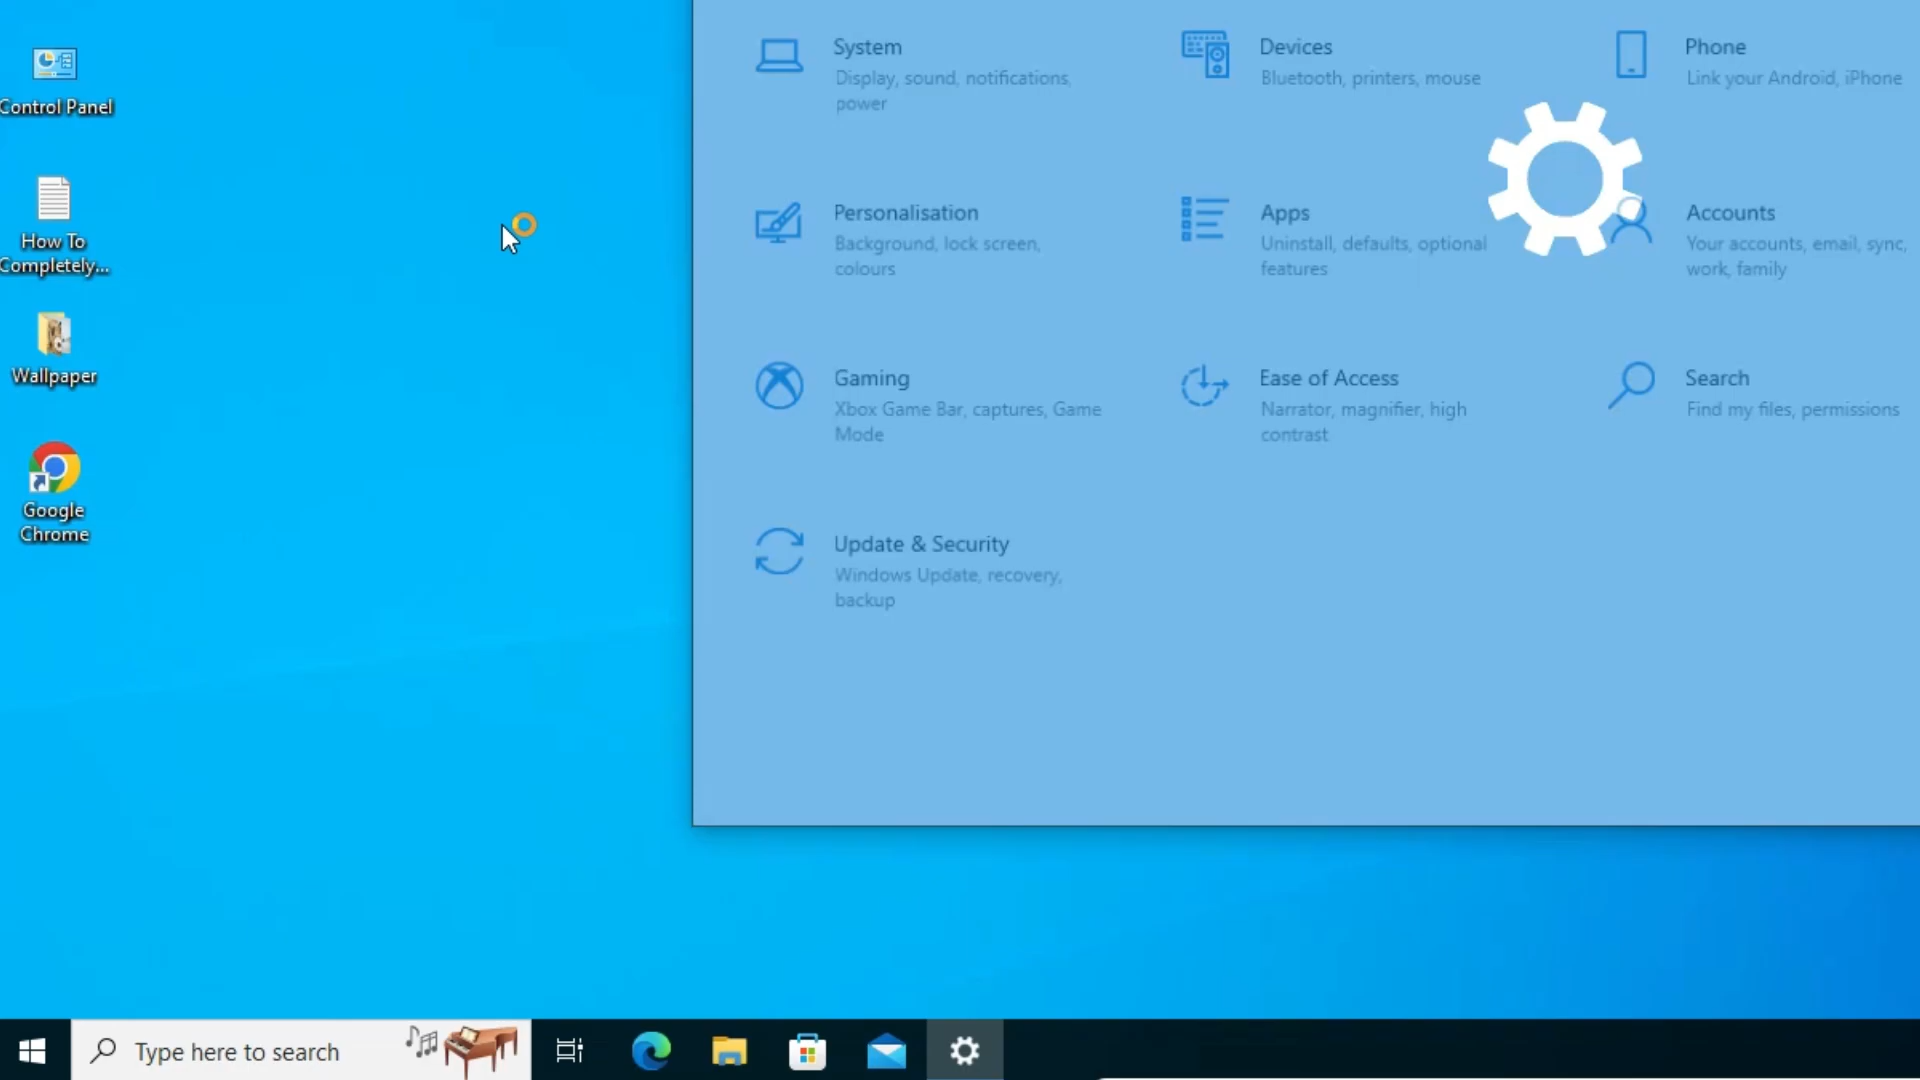 Control Panel
How To
Completely...
Wallpaper
Google
Chrome
System
Display, sound, notifications,
power
Devices
Bluetooth, printers, mouse
Phone
Link your Android, iPhone
Personalisation
Background, lock screen,
colours
Apps
Uninstall, defaults, optional
features
Accounts
Your accounts, email, sync,
work, family
Gaming
Xbox Game Bar, captures, Game
Mode
Ease of Access
Narrator, magnifier, high
contrast
Search
Find my files, permissions
Update & Security
Windows Update, recovery,
backup
Type here to search